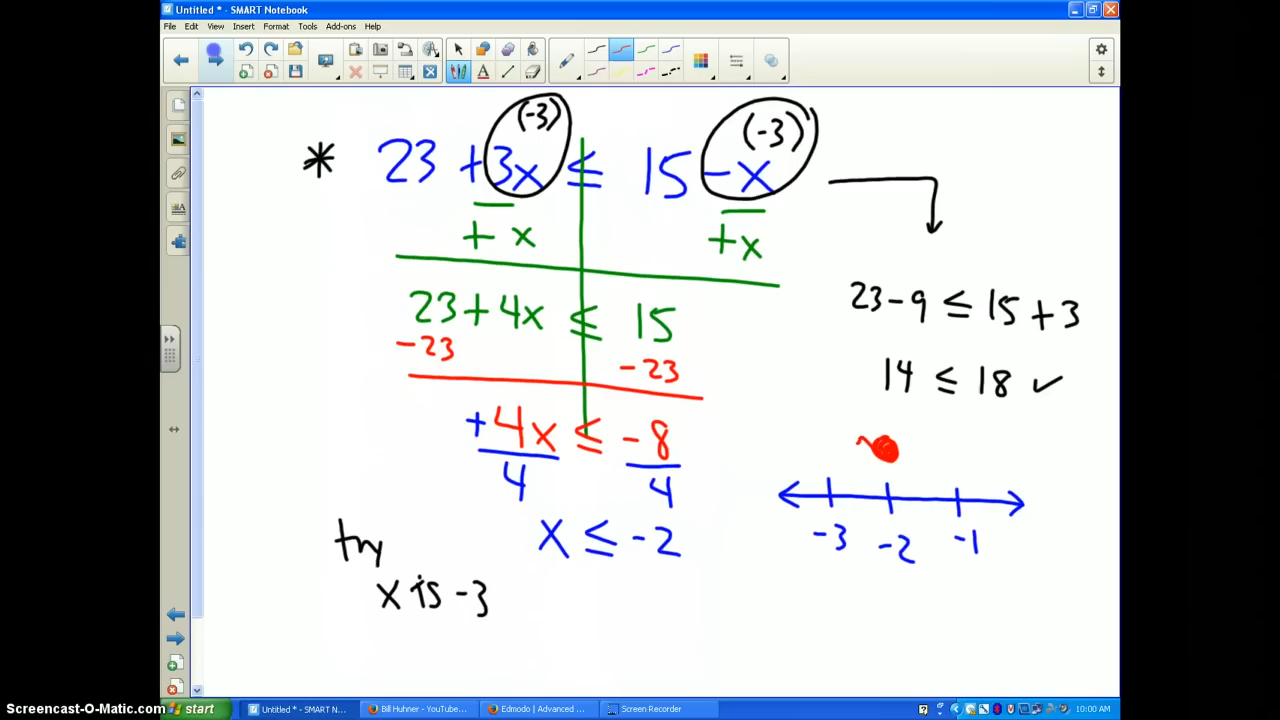 Untitled * - SMART Notebook
File Edit View Insert Format Tools Add-ons Help
(-3) (-3)
* 23 + 3x ≤ 15 - x
+ x +x
23 + 4x ≤ 15
-23 -23
+4x ≤ -8
4 4
x ≤ -2
try
x is -3
23 - 9 ≤ 15 + 3
14 ≤ 18 ✓
-3 -2 -1
Screencast-O-Matic.com
start Untitled * - SMART N... Bill Huhner - YouTube... Edmodo | Advanced ... Screen Recorder 10:00 AM